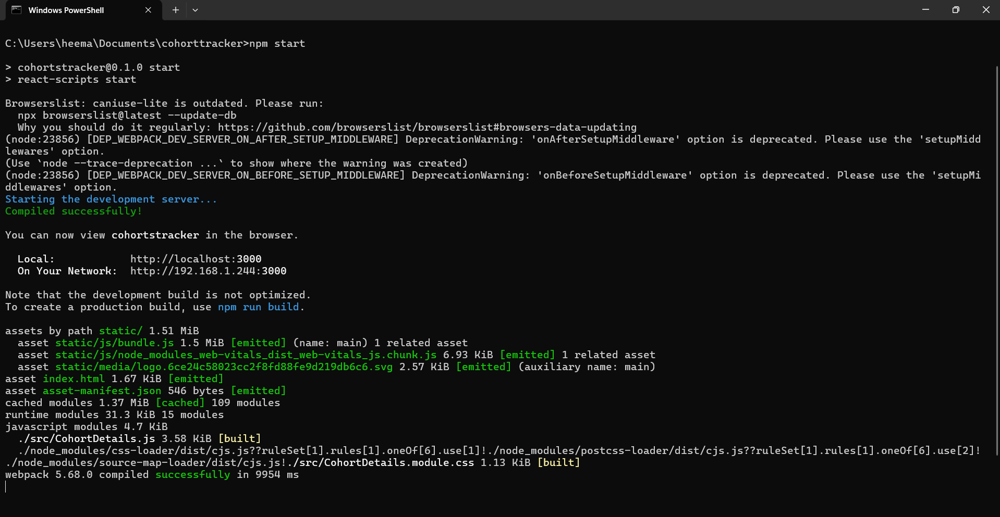 Windows PowerShell
C:\Users\heema\Documents\cohorttracker>npm start
> cohortstracker@0.1.0 start
> react-scripts start
Browserslist: caniuse-lite is outdated. Please run:
  npx browserslist@latest --update-db
  Why you should do it regularly: https://github.com/browserslist/browserslist#browsers-data-updating
(node:23856) [DEP_WEBPACK_DEV_SERVER_ON_AFTER_SETUP_MIDDLEWARE] DeprecationWarning: 'onAfterSetupMiddleware' option is deprecated. Please use the 'setupMidd
lewares' option.
(Use `node --trace-deprecation ...` to show where the warning was created)
(node:23856) [DEP_WEBPACK_DEV_SERVER_ON_BEFORE_SETUP_MIDDLEWARE] DeprecationWarning: 'onBeforeSetupMiddleware' option is deprecated. Please use the 'setupMi
ddlewares' option.
Starting the development server...
Compiled successfully!
You can now view cohortstracker in the browser.
  Local:            http://localhost:3000
  On Your Network:  http://192.168.1.244:3000
Note that the development build is not optimized.
To create a production build, use npm run build.
assets by path static/ 1.51 MiB
  asset static/js/bundle.js 1.5 MiB [emitted] (name: main) 1 related asset
  asset static/js/node_modules_web-vitals_dist_web-vitals_js.chunk.js 6.93 KiB [emitted] 1 related asset
  asset static/media/logo.6ce24c58023cc2f8fd88fe9d219db6c6.svg 2.57 KiB [emitted] (auxiliary name: main)
asset index.html 1.67 KiB [emitted]
asset asset-manifest.json 546 bytes [emitted]
cached modules 1.37 MiB [cached] 109 modules
runtime modules 31.3 KiB 15 modules
javascript modules 4.7 KiB
  ./src/CohortDetails.js 3.58 KiB [built]
  ./node_modules/css-loader/dist/cjs.js??ruleSet[1].rules[1].oneOf[6].use[1]!./node_modules/postcss-loader/dist/cjs.js??ruleSet[1].rules[1].oneOf[6].use[2]!
./node_modules/source-map-loader/dist/cjs.js!./src/CohortDetails.module.css 1.13 KiB [built]
webpack 5.68.0 compiled successfully in 9954 ms